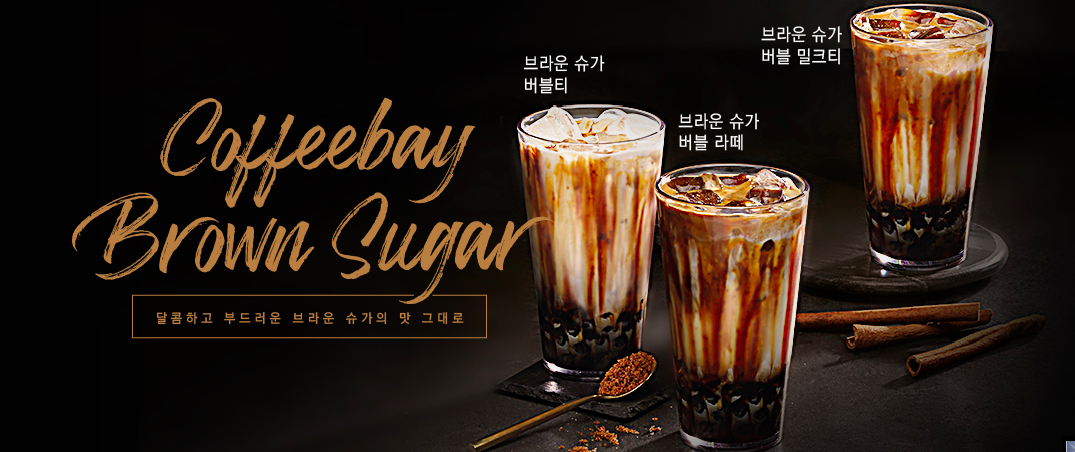 Coffeebay
Brown Sugar
달콤하고 부드러운 브라운 슈가의 맛 그대로
브라운 슈가
버블티
브라운 슈가
버블 라떼
브라운 슈가
버블 밀크티